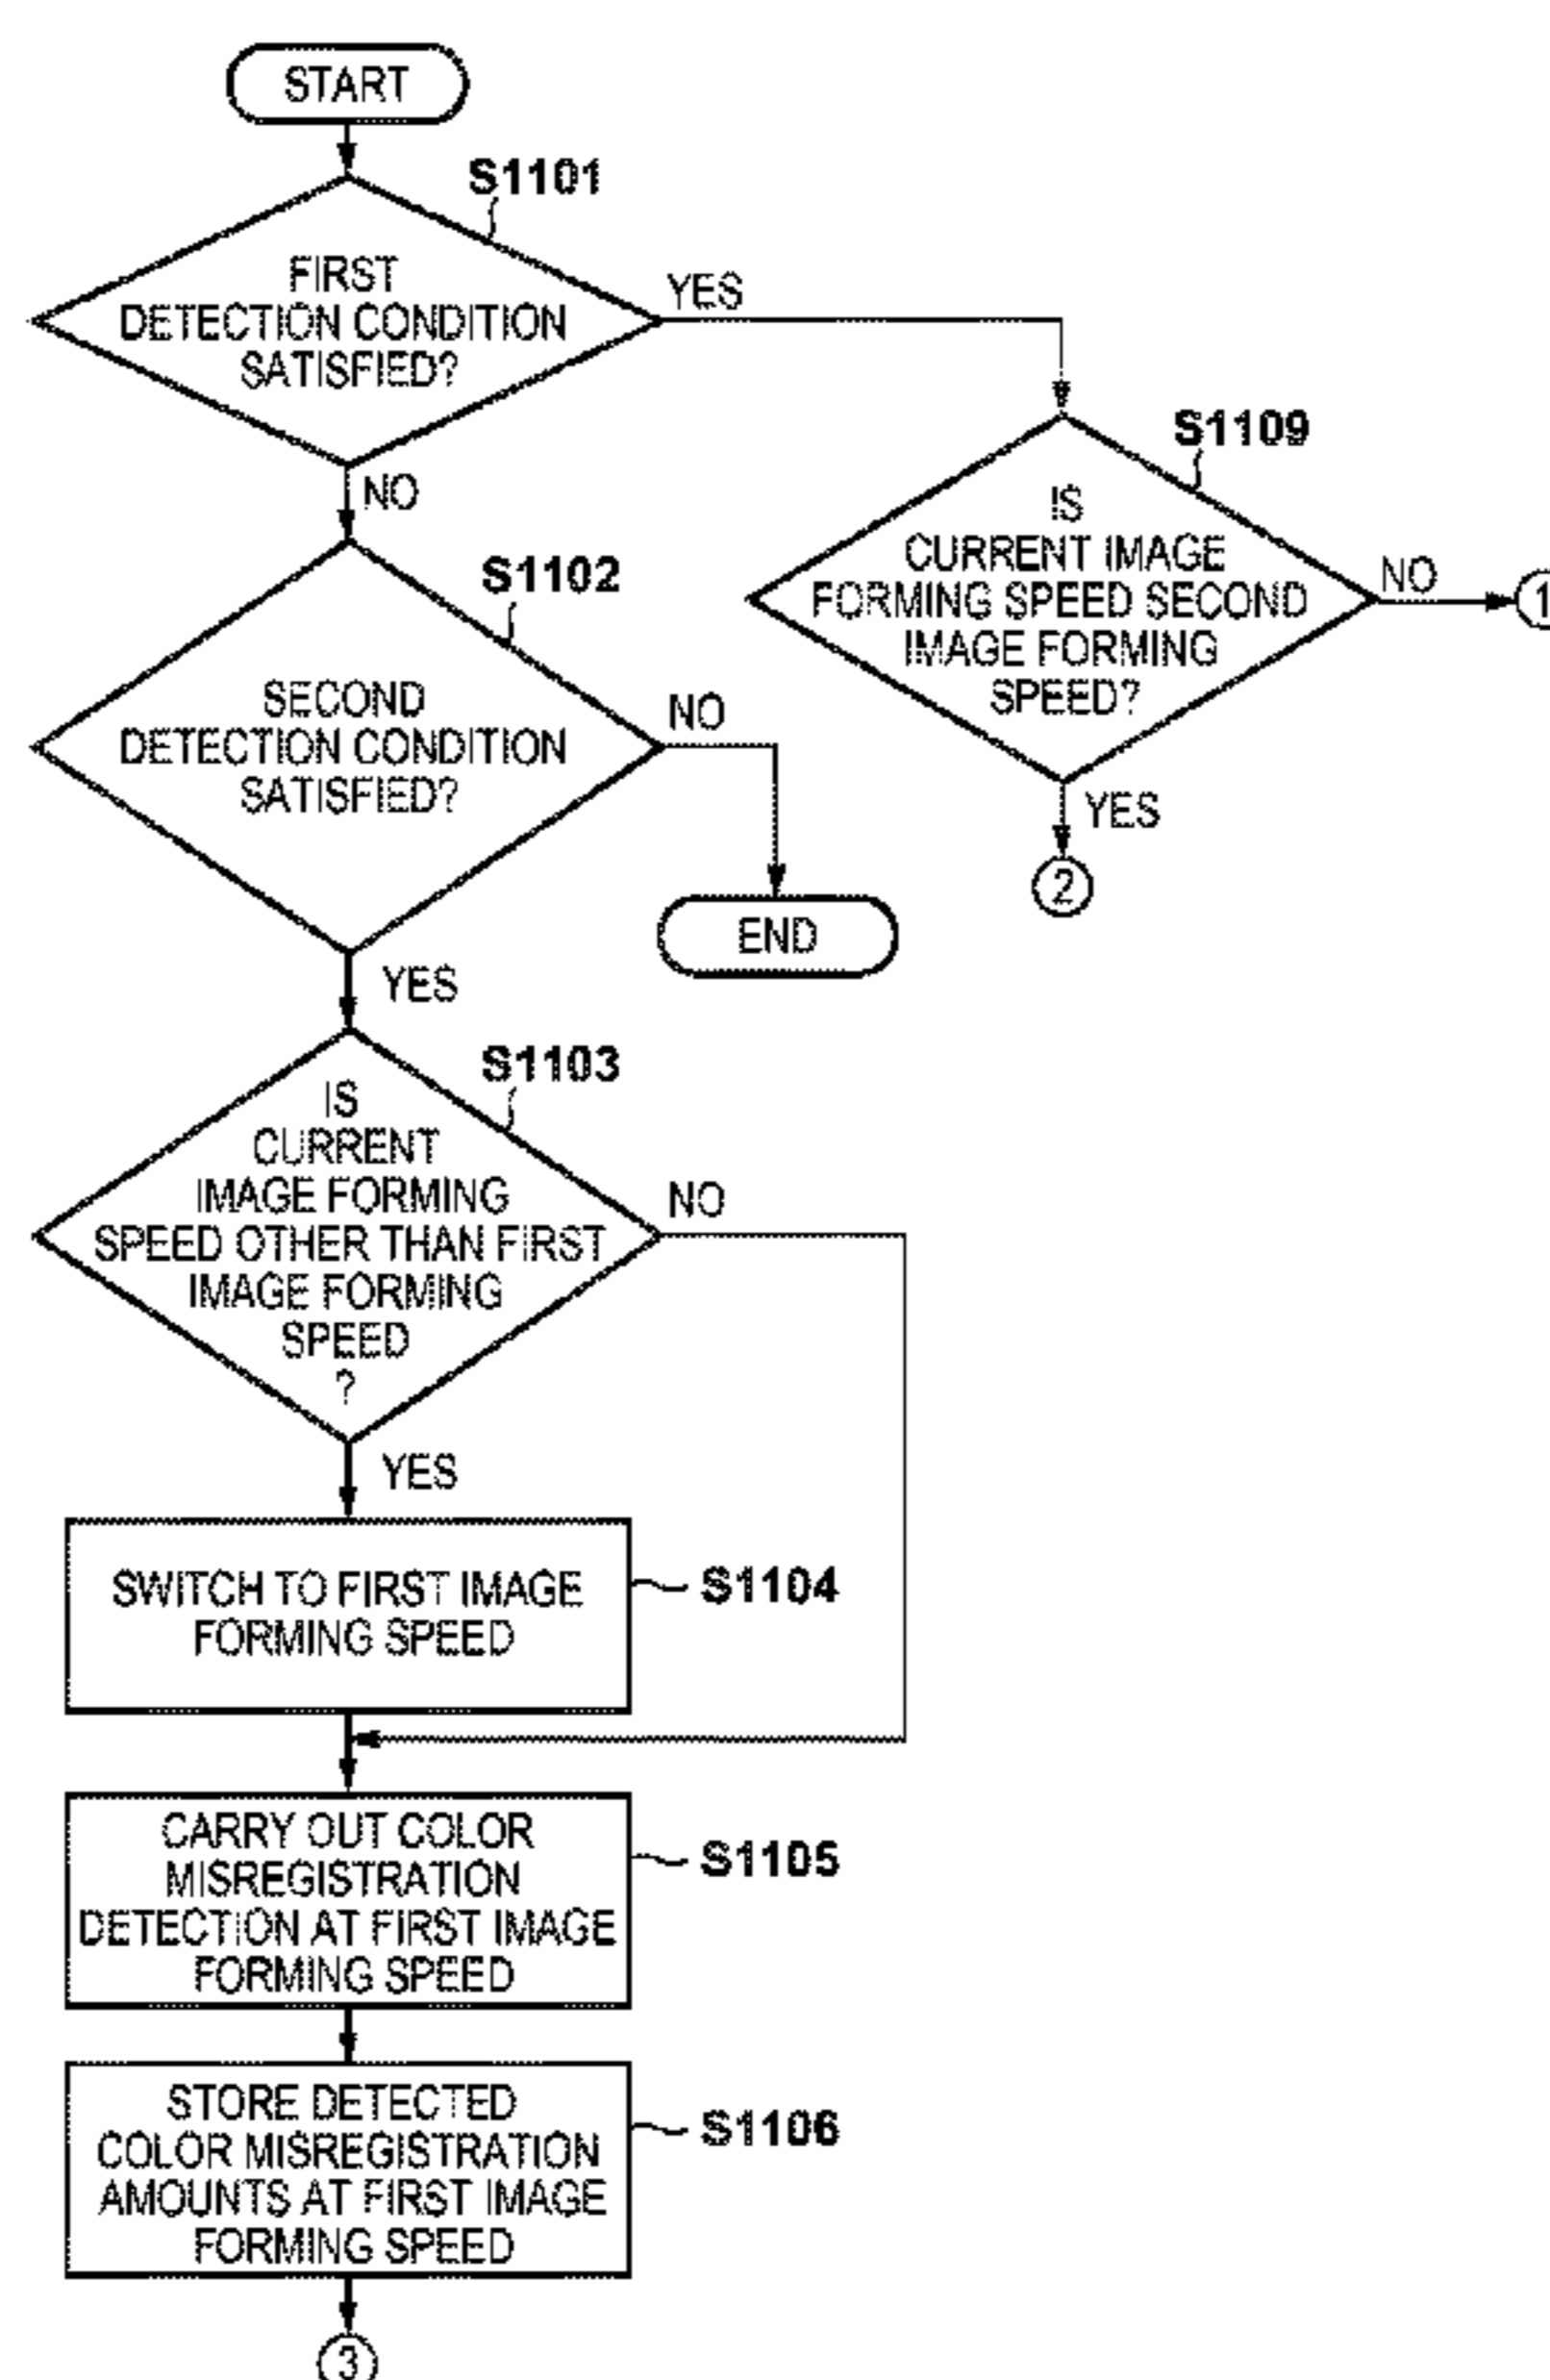 START
S1101
FIRST
DETECTION CONDITION
SATISFIED?
YES
NO
S1109
IS
CURRENT IMAGE
FORMING SPEED SECOND
IMAGE FORMING
SPEED?
NO
1
YES
2
S1102
SECOND
DETECTION CONDITION
SATISFIED?
NO
END
YES
S1103
IS
CURRENT
IMAGE FORMING
SPEED OTHER THAN FIRST
IMAGE FORMING
SPEED
?
NO
YES
SWITCH TO FIRST IMAGE
FORMING SPEED
S1104
CARRY OUT COLOR
MISREGISTRATION
DETECTION AT FIRST IMAGE
FORMING SPEED
S1105
STORE DETECTED
COLOR MISREGISTRATION
AMOUNTS AT FIRST IMAGE
FORMING SPEED
S1106
3